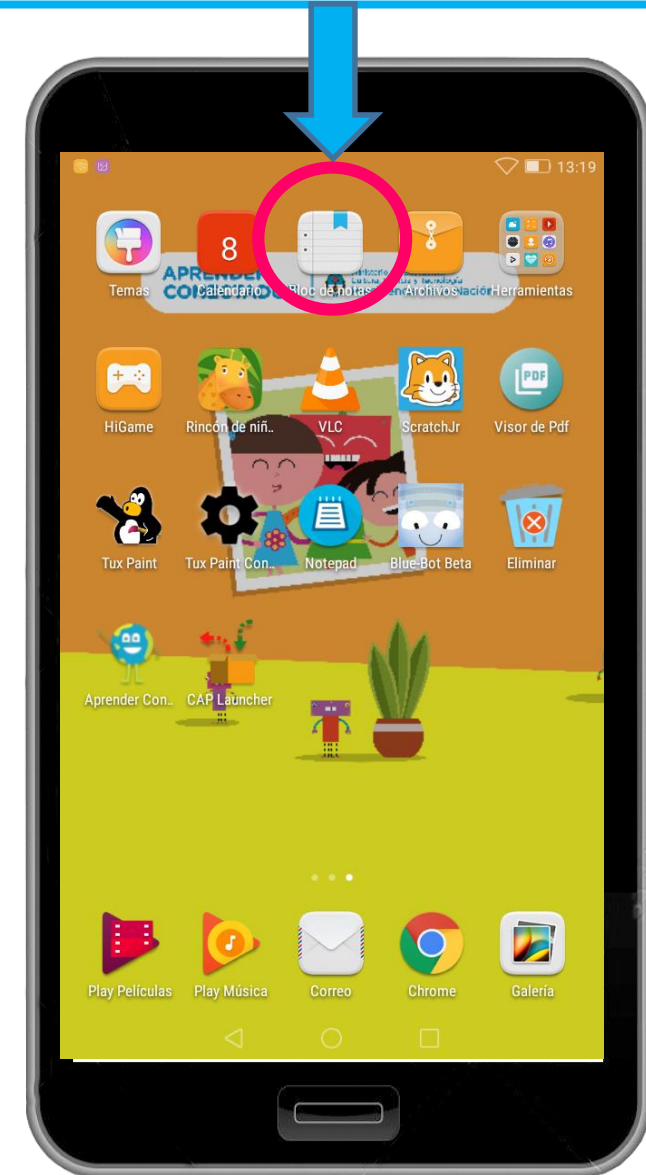 13:19
8
APRENDER
Temas
Calendario
Bloc de notas
Archivos
Herramientas
PDF
HiGame
Rincón de niñ..
VLC
ScratchJr
Visor de Pdf
Tux Paint
Tux Paint Con..
Notepad
Blue-Bot Beta
Eliminar
Aprender Con..
CAP Launcher
Play Películas
Play Música
Correo
Chrome
Galería